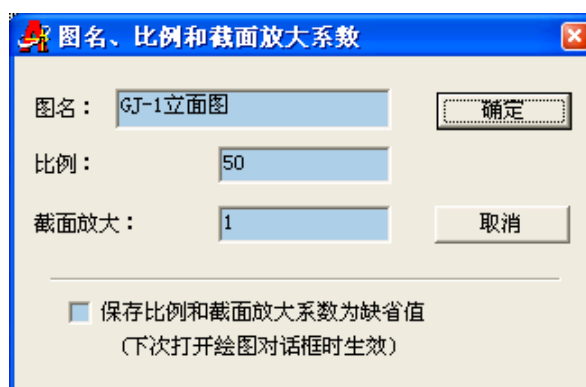 图名、比例和截面放大系数
图名： GJ-1立面图 确定
比例： 50
截面放大： 1 取消
保存比例和截面放大系数为缺省值
（下次打开绘图对话框时生效）